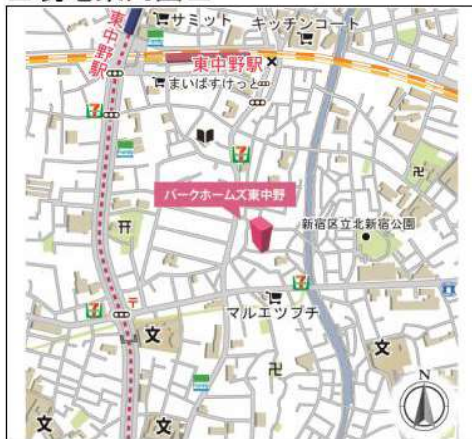 サミット
キッチンコート
東中野駅
東中野駅
まいばすけっと
パークホームズ東中野
新宿区立北新宿公園
マルエツプチ
文
文
文
文
N